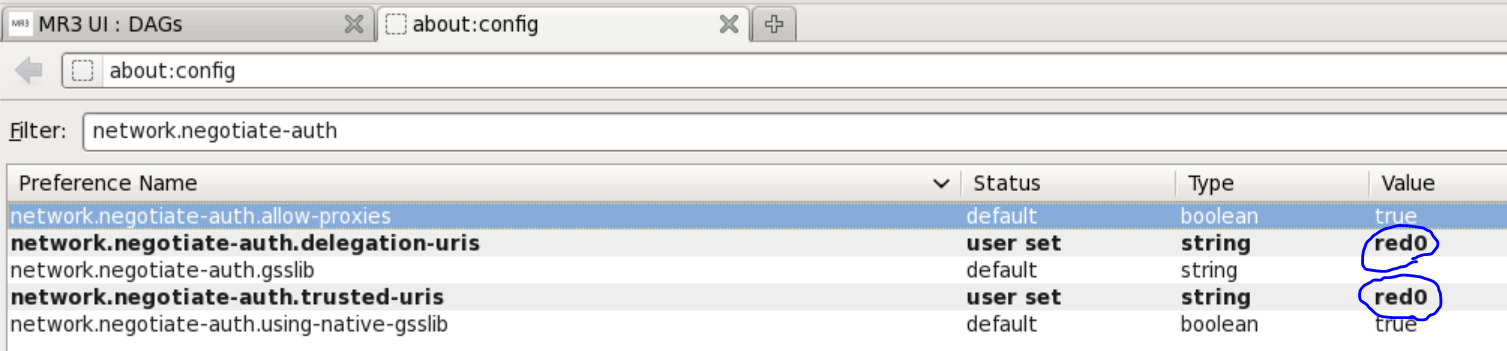 MR3 MR3 UI : DAGs about:config
about:config
Filter: network.negotiate-auth
Preference Name Status Type Value
network.negotiate-auth.allow-proxies default boolean true
network.negotiate-auth.delegation-uris user set string red0
network.negotiate-auth.gsslib default string
network.negotiate-auth.trusted-uris user set string red0
network.negotiate-auth.using-native-gsslib default boolean true